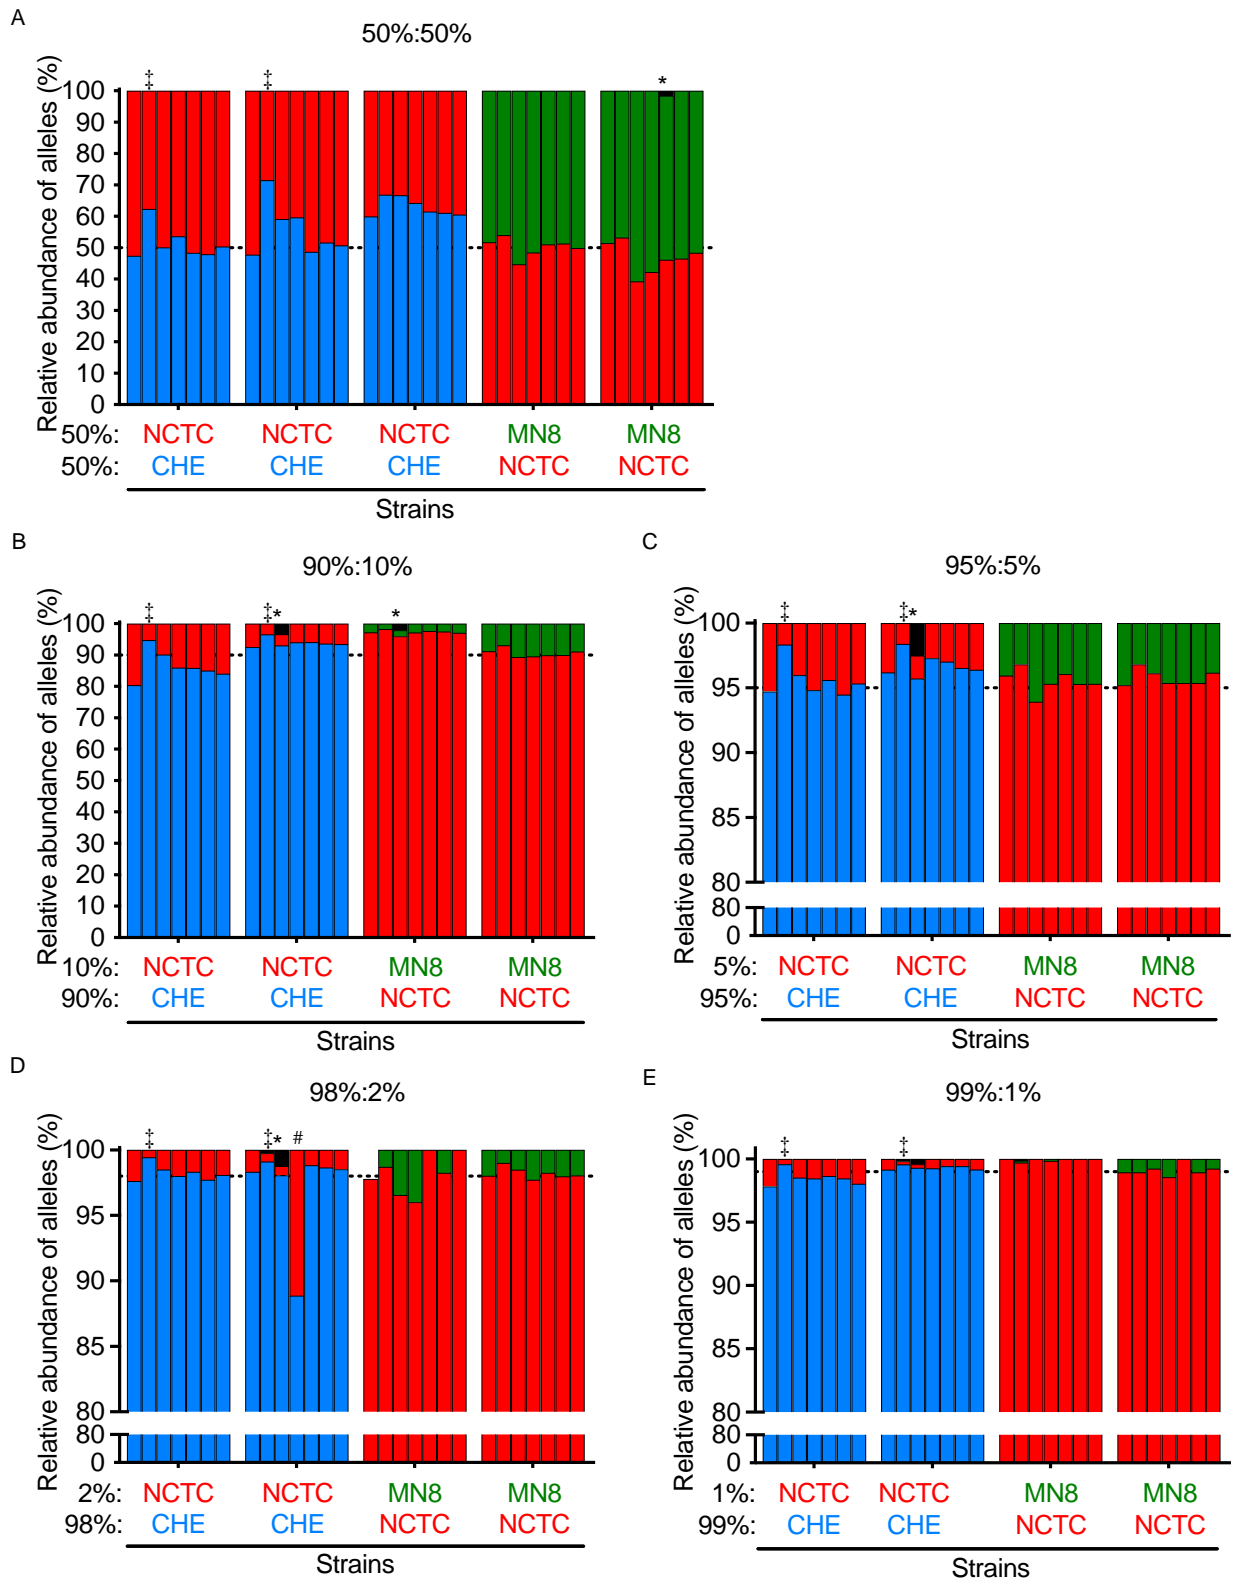 A
50%:50%
Relative abundance of alleles (%)
‡ ‡ *
100
90
80
70
60
50
40
30
20
10
0
50%: NCTC NCTC NCTC MN8 MN8
50%: CHE CHE CHE NCTC NCTC
Strains
B
90%:10%
Relative abundance of alleles (%)
‡ ‡ * *
100
90
80
70
60
50
40
30
20
10
0
10%: NCTC NCTC MN8 MN8
90%: CHE CHE NCTC NCTC
Strains
C
95%:5%
Relative abundance of alleles (%)
‡ ‡ *
100
95
90
85
80
80
0
5%: NCTC NCTC MN8 MN8
95%: CHE CHE NCTC NCTC
Strains
D
98%:2%
Relative abundance of alleles (%)
‡ ‡ * #
100
95
90
85
80
80
0
2%: NCTC NCTC MN8 MN8
98%: CHE CHE NCTC NCTC
Strains
E
99%:1%
Relative abundance of alleles (%)
‡ ‡
100
95
90
85
80
80
0
1%: NCTC NCTC MN8 MN8
99%: CHE CHE NCTC NCTC
Strains